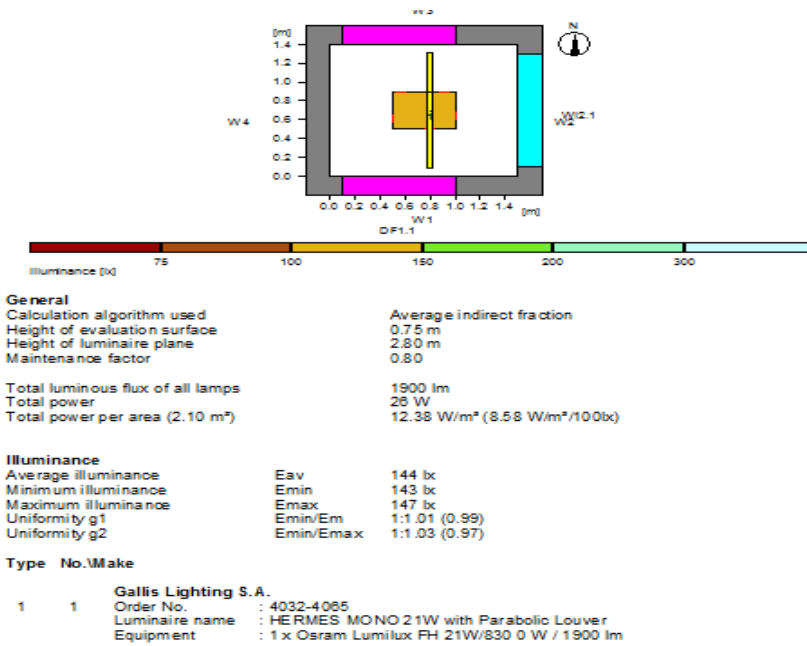 W3
N
[m]
1.4
1.2
1.0
0.8
0.6
0.4
0.2
0.0
W4
W2
WI2.1
0.0 0.2 0.4 0.6 0.8 1.0 1.2 1.4 [m]
W1
DF1.1
75 100 150 200 300
Illuminance [lx]
General
Calculation algorithm used Average indirect fraction
Height of evaluation surface 0.75 m
Height of luminaire plane 2.80 m
Maintenance factor 0.80
Total luminous flux of all lamps 1900 lm
Total power 26 W
Total power per area (2.10 m²) 12.38 W/m² (8.58 W/m²/100lx)
Illuminance
Average illuminance Eav 144 lx
Minimum illuminance Emin 143 lx
Maximum illuminance Emax 147 lx
Uniformity g1 Emin/Em 1:1.01 (0.99)
Uniformity g2 Emin/Emax 1:1.03 (0.97)
Type No.\Make
Gallis Lighting S.A.
1 1 Order No. : 4032-4065
Luminaire name : HERMES MONO 21W with Parabolic Louver
Equipment : 1 x Osram Lumilux FH 21W/830 0 W / 1900 lm